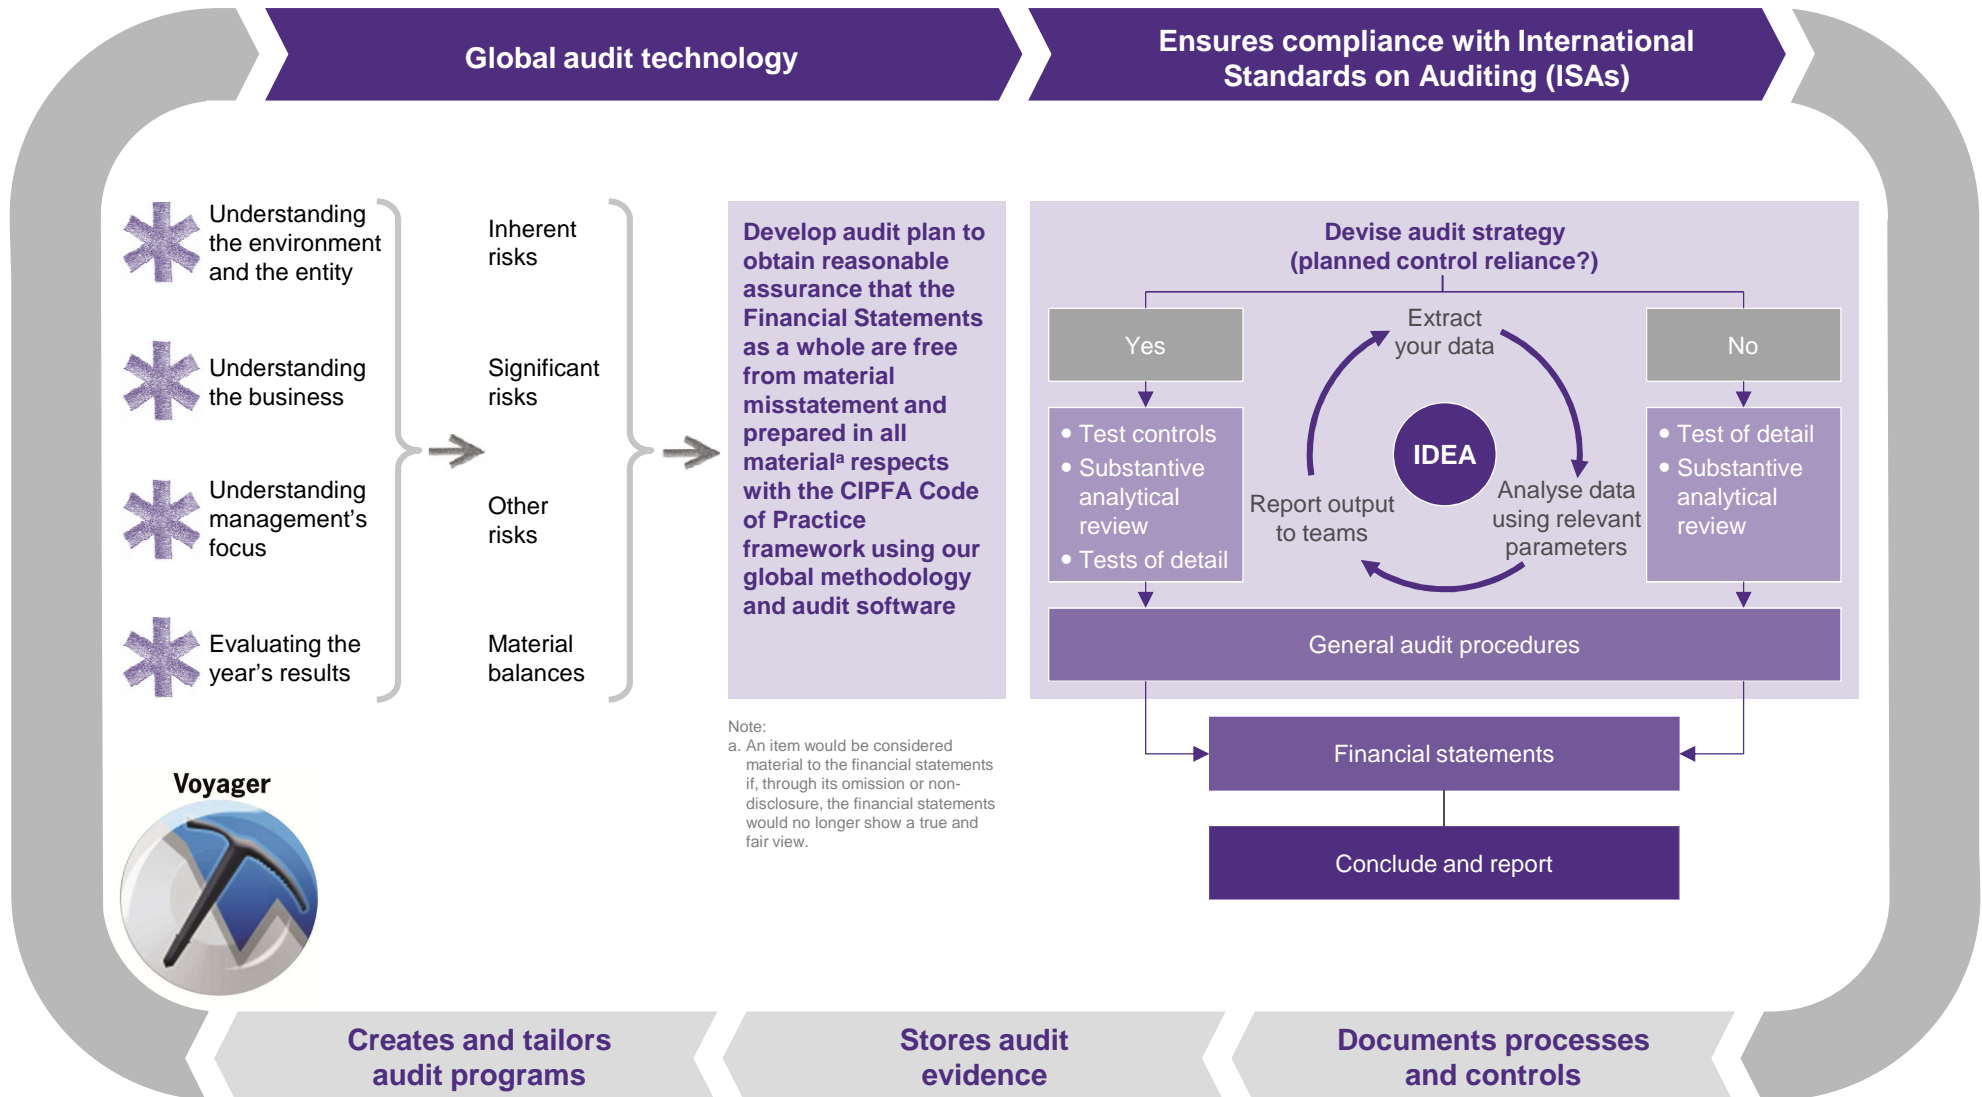 Global audit technology
Ensures compliance with International
Standards on Auditing (ISAs)
Understanding
the environment
and the entity
Understanding
the business
Understanding
management’s
focus
Evaluating the
year’s results
Inherent
risks
Significant
risks
Other
risks
Material
balances
Develop audit plan to
obtain reasonable
assurance that the
Financial Statements
as a whole are free
from material
misstatement and
prepared in all
materialᵃ respects
with the CIPFA Code
of Practice
framework using our
global methodology
and audit software
Note:
a. An item would be considered
material to the financial statements
if, through its omission or non-
disclosure, the financial statements
would no longer show a true and
fair view.
Devise audit strategy
(planned control reliance?)
Yes
• Test controls
• Substantive
analytical
review
• Tests of detail
Extract
your data
IDEA
Analyse data
using relevant
parameters
Report output
to teams
No
• Test of detail
• Substantive
analytical
review
General audit procedures
Financial statements
Conclude and report
Voyager
Creates and tailors
audit programs
Stores audit
evidence
Documents processes
and controls